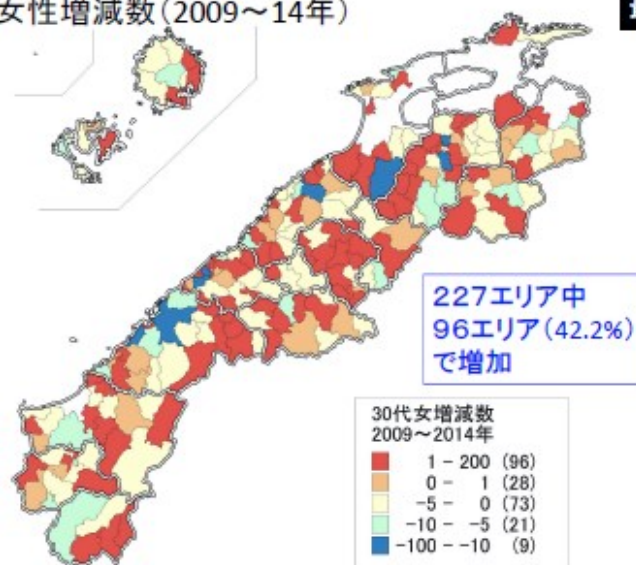 女性増減数(2009～14年)
227エリア中
96エリア(42.2%)
で増加
30代女増減数
2009～2014年
1 - 200 (96)
0 - 1 (28)
-5 - 0 (73)
-10 - -5 (21)
-100 - -10 (9)